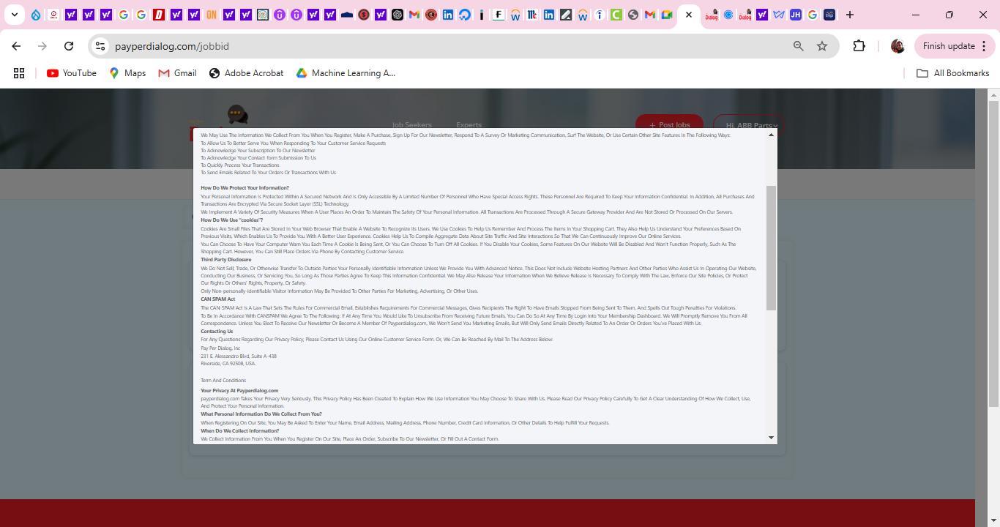 payperdialog.com/jobbid
Finish update
YouTube
Maps
Gmail
Adobe Acrobat
Machine Learning A...
All Bookmarks
Job Seekers
Experts
+ Post Jobs
Hi, ABB Parts
We May Use The Information We Collect From You When You Register, Make A Purchase, Sign Up For Our Newsletter, Respond To A Survey Or Marketing Communication, Surf The Website, Or Use Certain Other Site Features In The Following Ways:
To Allow Us To Better Serve You When Responding To Your Customer Service Requests
To Acknowledge Your Subscription To Our Newsletter
To Acknowledge Your Contact-form Submission To Us
To Quickly Process Your Transactions
To Send Emails Related To Your Orders Or Transactions With Us
How Do We Protect Your Information?
Your Personal Information Is Protected Within A Secured Network And Is Only Accessible By A Limited Number Of Personnel Who Have Special Access Rights. These Personnel Are Required To Keep Your Information Confidential. In Addition, All Purchases And
Transactions Are Encrypted Via Secure Socket Layer (SSL) Technology.
We Implement A Variety Of Security Measures When A User Places An Order To Maintain The Safety Of Your Personal Information. All Transactions Are Processed Through A Secure Gateway Provider And Are Not Stored Or Processed On Our Servers.
How Do We Use "cookies"?
Cookies Are Small Files That Are Stored In Your Web Browser That Enable A Website To Recognize Its Users. We Use Cookies To Help Us Remember And Process The Items In Your Shopping Cart. They Also Help Us Understand Your Preferences Based On
Previous Visits, Which Enables Us To Provide You With A Better User Experience. Cookies Help Us To Compile Aggregate Data About Site Traffic And Site Interactions So That We Can Continuously Improve Our Online Services.
You Can Choose To Have Your Computer Warn You Each Time A Cookie Is Being Sent, Or You Can Choose To Turn Off All Cookies. If You Disable Your Cookies, Some Features On Our Website Will Be Disabled And Won't Function Properly, Such As The
Shopping Cart. However, You Can Still Place Orders Via Phone By Contacting Customer Service.
Third Party Disclosure
We Do Not Sell, Trade, Or Otherwise Transfer To Outside Parties Your Personally Identifiable Information Unless We Provide You With Advanced Notice. This Does Not Include Website Hosting Partners And Other Parties Who Assist Us In Operating Our Website,
Conducting Our Business, Or Servicing You, So Long As Those Parties Agree To Keep This Information Confidential. We May Also Release Your Information When We Believe Release Is Necessary To Comply With The Law, Enforce Our Site Policies, Or Protect
Our Rights Or Others' Rights, Property, Or Safety.
Only Non-personally-identifiable Visitor Information May Be Provided To Other Parties For Marketing, Advertising, Or Other Uses.
CAN SPAM Act
The CAN-SPAM Act Is A Law That Sets The Rules For Commercial Email, Establishes Requirements For Commercial Messages, Gives Recipients The Right To Have Emails Stopped From Being Sent To Them, And Spells Out Tough Penalties For Violations.
To Be In Accordance With CANSPAM We Agree To The Following: If At Any Time You Would Like To Unsubscribe From Receiving Future Emails, You Can Do So At Any Time By Login Into Your Membership Dashboard. We Will Promptly Remove You From All
Correspondence. Unless You Elect To Receive Our Newsletter Or Become A Member Of Payperdialog.com, We Won't Send You Marketing Emails, But Will Only Send Emails Directly Related To An Order Or Orders You've Placed With Us.
Contacting Us
For Any Questions Regarding Our Privacy Policy, Please Contact Us Using Our Online Customer Service Form. Or, We Can Be Reached By Mail To The Address Below:
Pay Per Dialog, Inc
231 E. Alessandro Blvd, Suite A-438
Riverside, CA 92508, USA.
Term And Conditions
Your Privacy At Payperdialog.com
payperdialog.com Takes Your Privacy Very Seriously. This Privacy Policy Has Been Created To Explain How We Use Information You May Choose To Share With Us. Please Read Our Privacy Policy Carefully To Get A Clear Understanding Of How We Collect, Use,
And Protect Your Personal Information.
What Personal Information Do We Collect From You?
When Registering On Our Site, You May Be Asked To Enter Your Name, Email Address, Mailing Address, Phone Number, Credit Card Information, Or Other Details To Help Fulfill Your Requests.
When Do We Collect Information?
We Collect Information From You When You Register On Our Site, Place An Order, Subscribe To Our Newsletter, Or Fill Out A Contact Form.